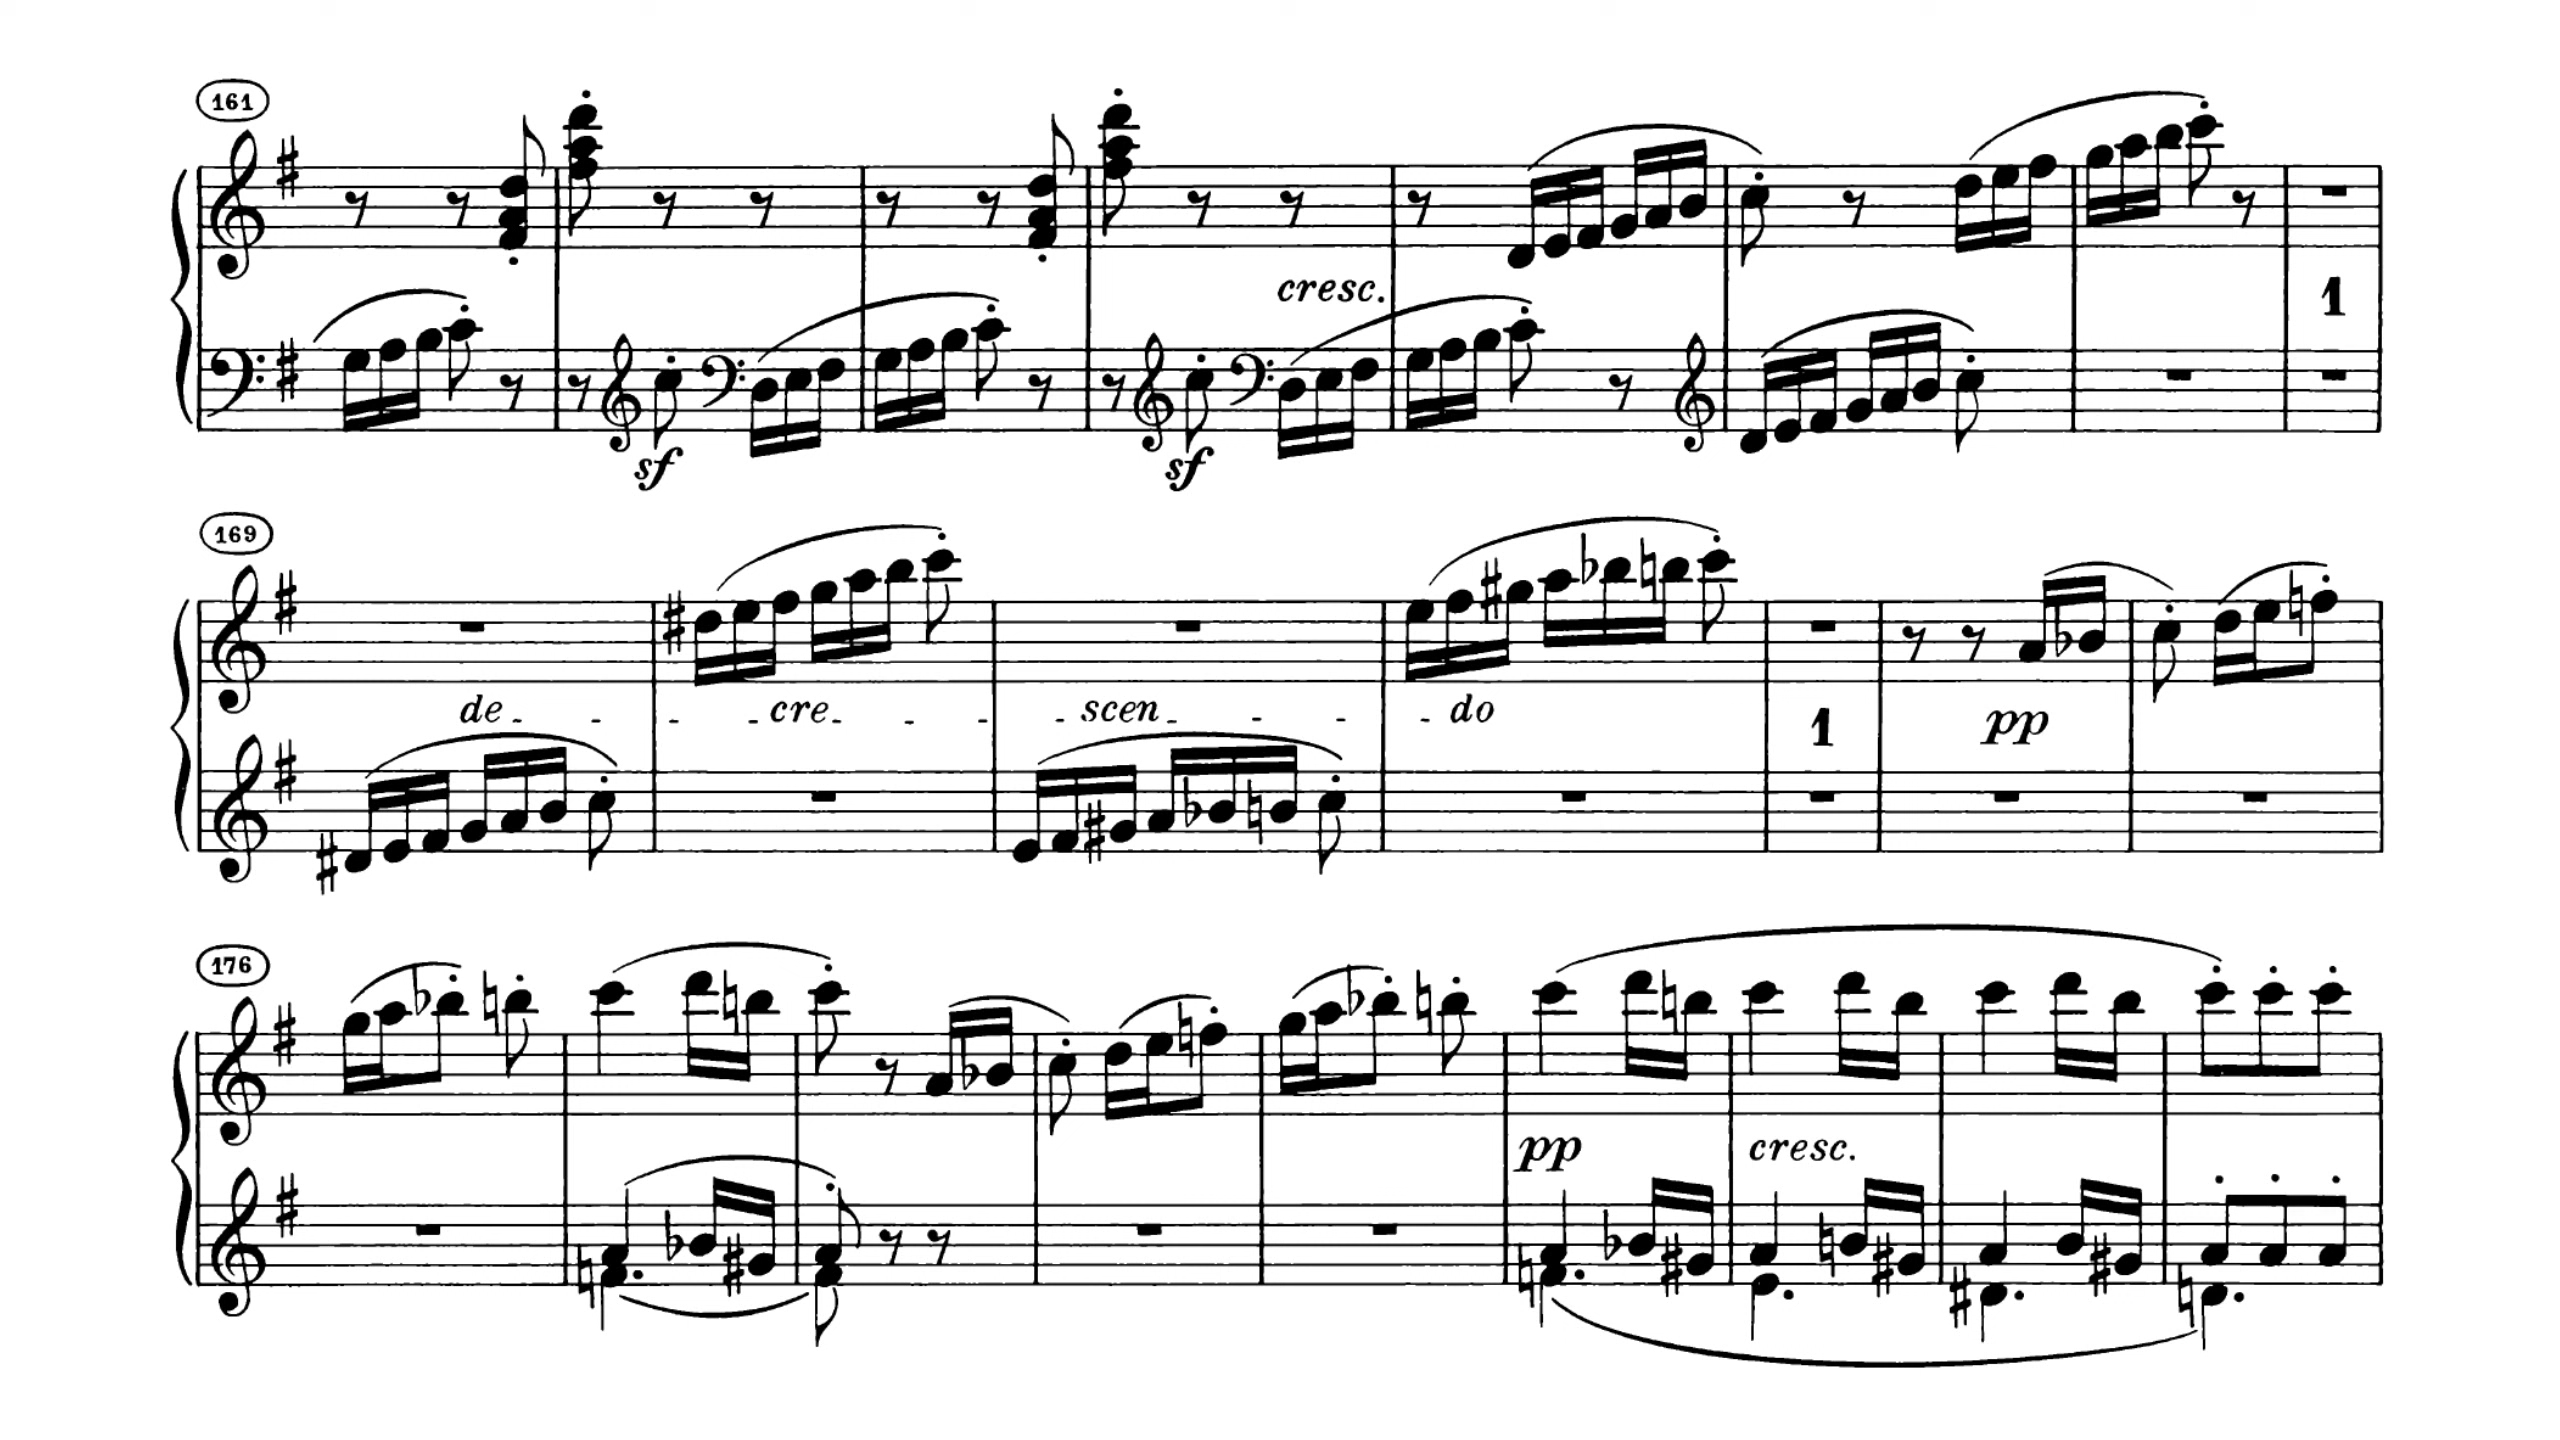 161
cresc.
1
sf
sf
169
de - - - - cre - - - - scen - - - - do
1
pp
176
pp
cresc.